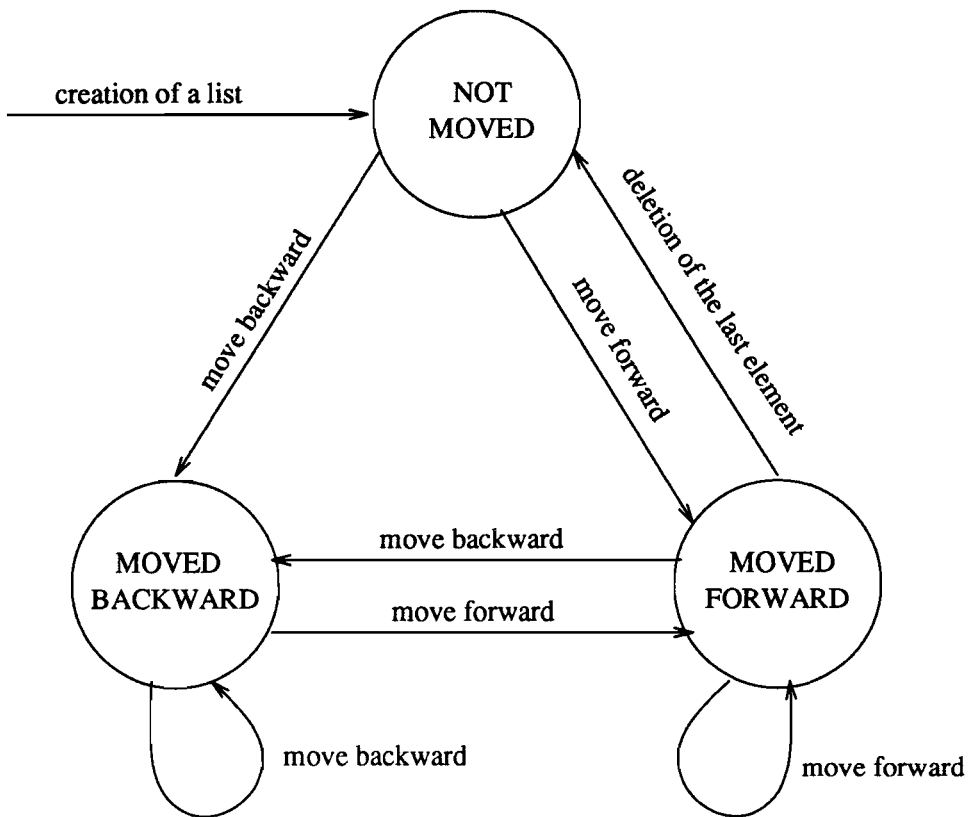 creation of a list
NOT
MOVED
move backward
move forward
deletion of the last element
MOVED
BACKWARD
move backward
move forward
MOVED
FORWARD
move backward
move forward